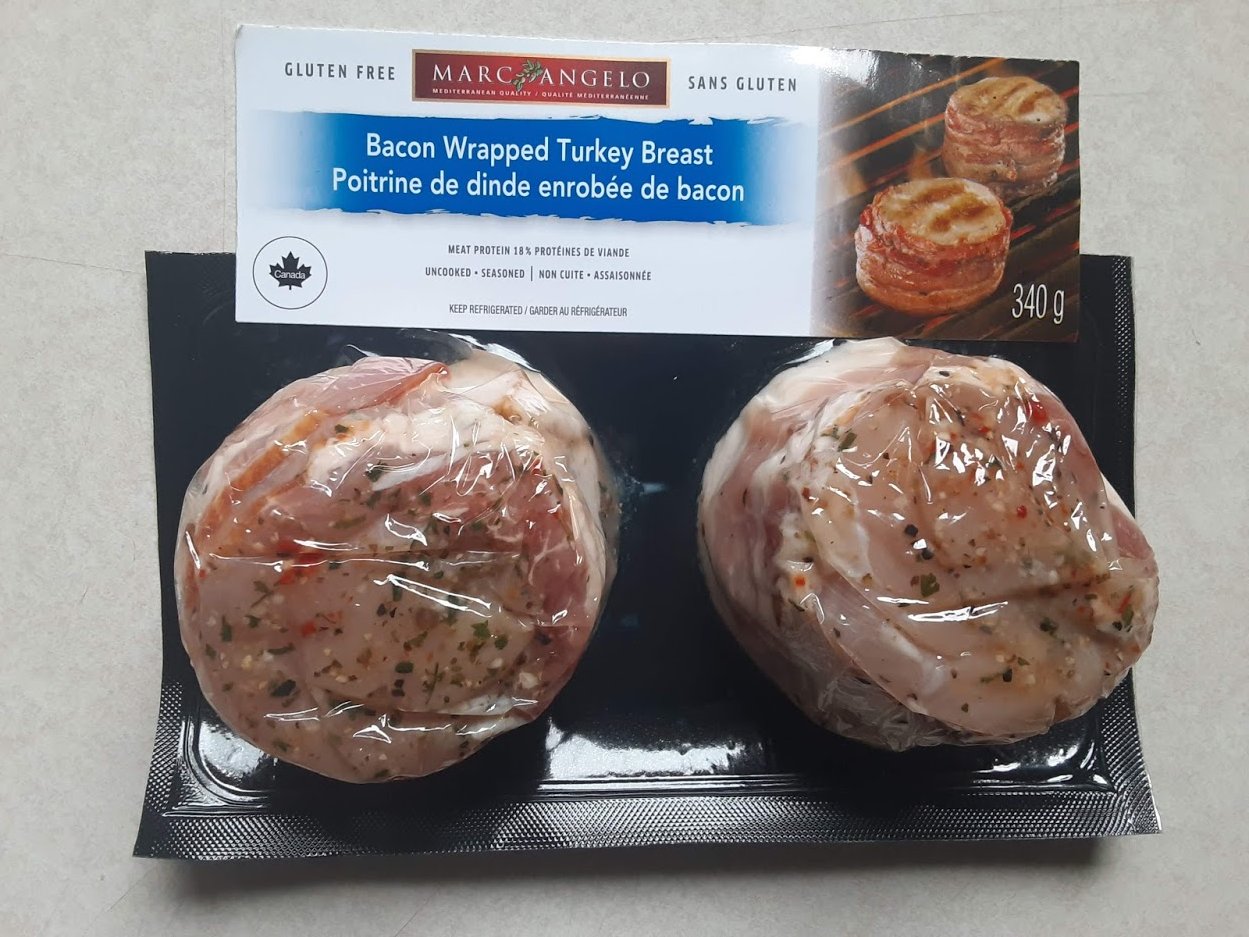 GLUTEN FREE
MARC ANGELO
MEDITERRANEAN QUALITY / QUALITÉ MÉDITERRANÉENNE
SANS GLUTEN
Bacon Wrapped Turkey Breast
Poitrine de dinde enrobée de bacon
MEAT PROTEIN 18% PROTÉINES DE VIANDE
UNCOOKED • SEASONED | NON CUITE • ASSAISONNÉE
Canada
KEEP REFRIGERATED / GARDER AU RÉFRIGÉRATEUR
340 g